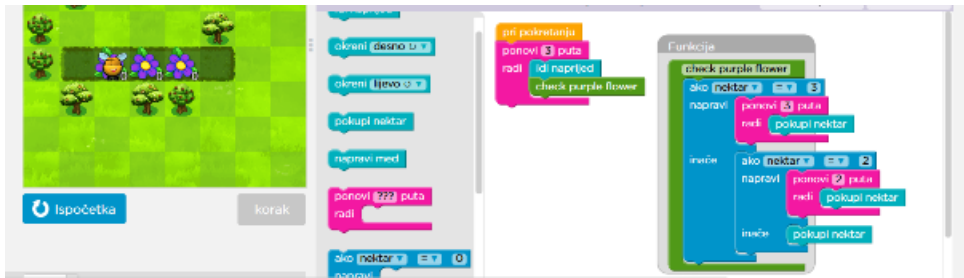 Ispočetka
korak
okreni desno ↻ ▼
okreni lijevo ↺ ▼
pokupi nektar
napravi med
ponovi ??? puta
radi
ako nektar ▼ = ▼ 0
napravi
pri pokretanju
ponovi 3 puta
radi idi naprijed
check purple flower
Funkcija
check purple flower
ako nektar ▼ = ▼ 3
napravi ponovi 3 puta
radi pokupi nektar
inače ako nektar ▼ = ▼ 2
napravi ponovi 2 puta
radi pokupi nektar
inače pokupi nektar